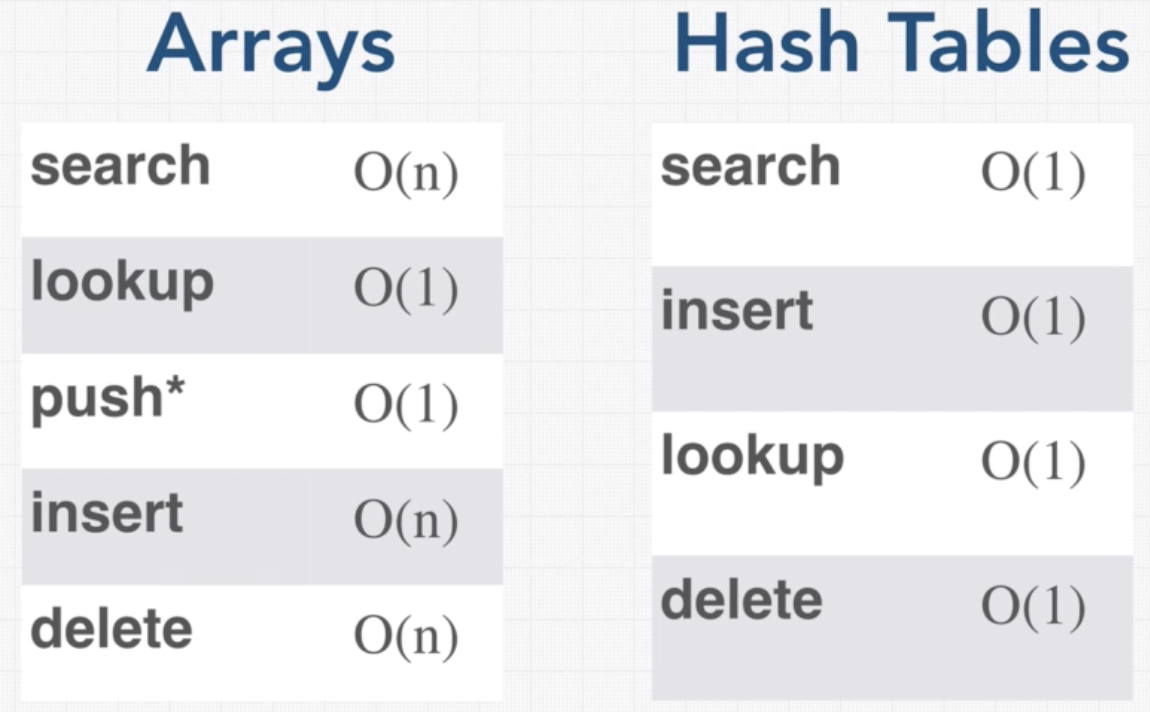 Arrays
search O(n)
lookup O(1)
push* O(1)
insert O(n)
delete O(n)
Hash Tables
search O(1)
insert O(1)
lookup O(1)
delete O(1)